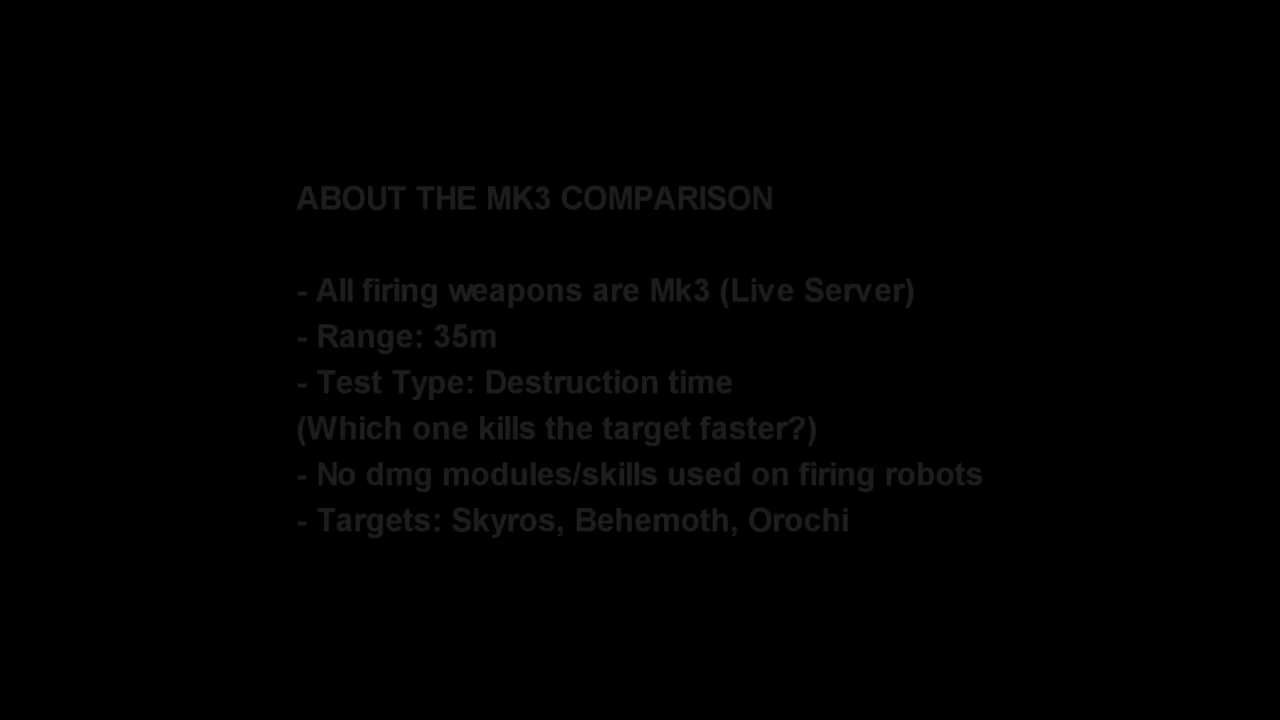 ABOUT THE MK3 COMPARISON
- All firing weapons are Mk3 (Live Server)
- Range: 35m
- Test Type: Destruction time
(Which one kills the target faster?)
- No dmg modules/skills used on firing robots
- Targets: Skyros, Behemoth, Orochi